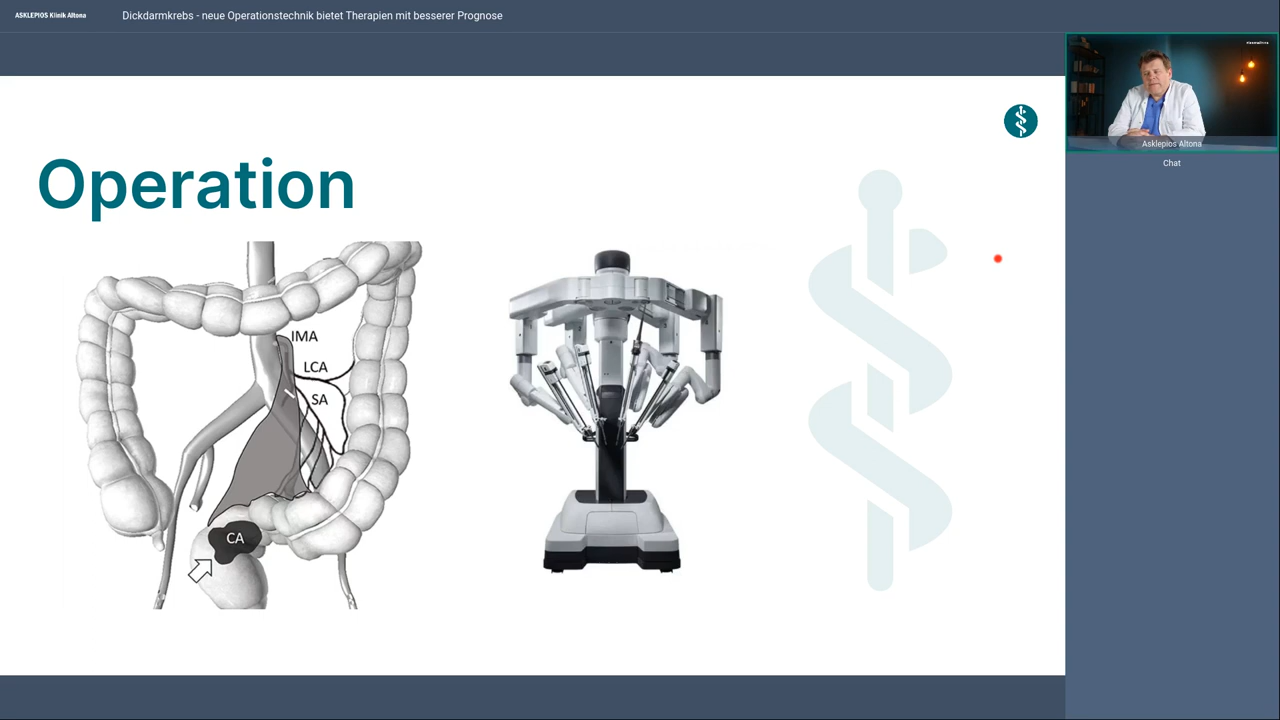 ASKLEPIOS Klinik Altona
Dickdarmkrebs - neue Operationstechnik bietet Therapien mit besserer Prognose
Asklepios Altona
Chat
Operation
IMA
LCA
SA
CA